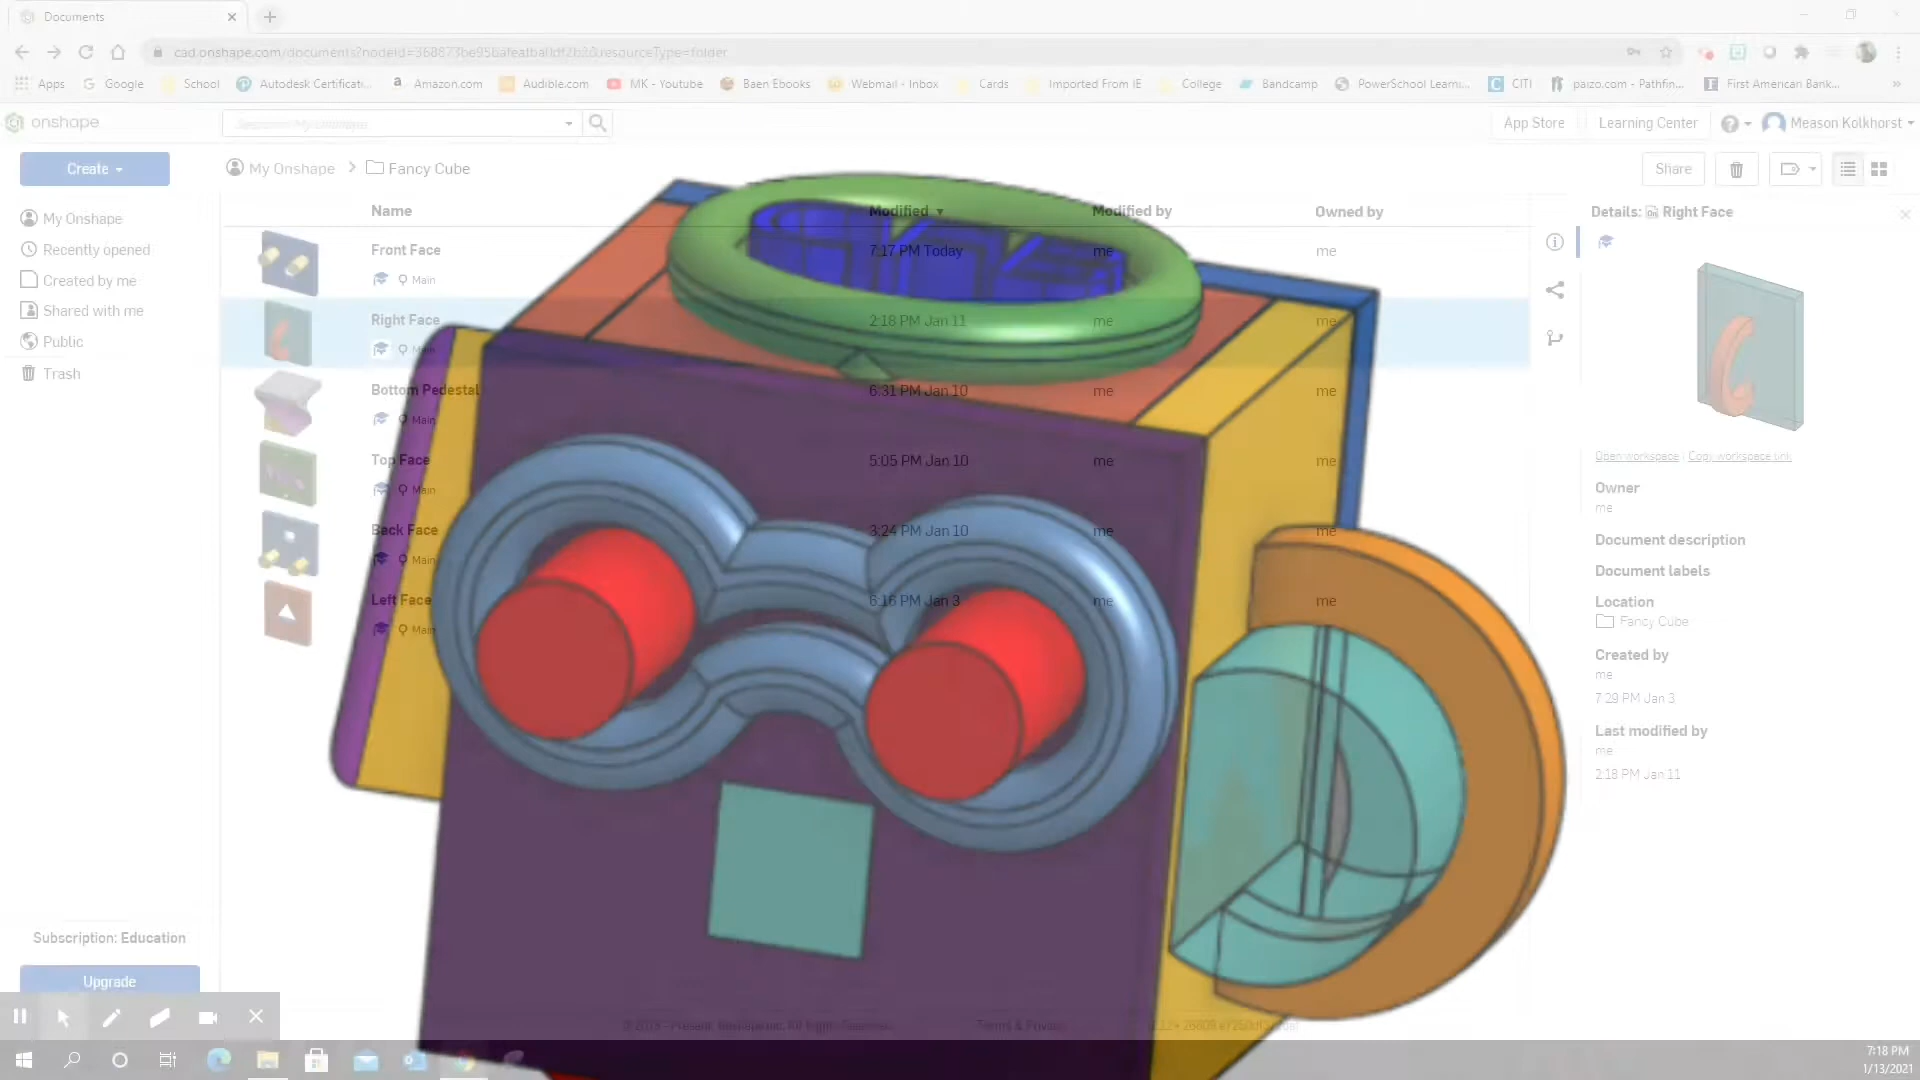 Documents
cad.onshape.com/documents?nodeId=
Apps Google School Autodesk Certificati... Amazon.com Audible.com MK - Youtube Baen Ebooks Webmail - Inbox Cards Imported From IE College Bandcamp PowerSchool Learni... CITI paizo.com - Pathfin... First American Bank...
onshape
App Store Learning Center Meason Kolkhorst
Create
My Onshape Fancy Cube
Share
Name Modified Modified by Owned by
Details: Right Face
My Onshape
Recently opened
Created by me
Shared with me
Public
Trash
Front Face 7:17 PM Today me me
Main
Right Face 2:18 PM Jan 11 me me
Main
Bottom Pedestal 6:31 PM Jan 10 me me
Main
Top Face 5:05 PM Jan 10 me me
Main
Back Face 3:24 PM Jan 10 me me
Main
Left Face 6:16 PM Jan 3 me me
Main
Open workspace | Copy workspace link
Owner
me
Document description
Document labels
Location
Fancy Cube
Created by
me
7:29 PM Jan 3
Last modified by
me
2:18 PM Jan 11
Subscription: Education
Upgrade
Terms & Privacy
7:18 PM
1/13/2021